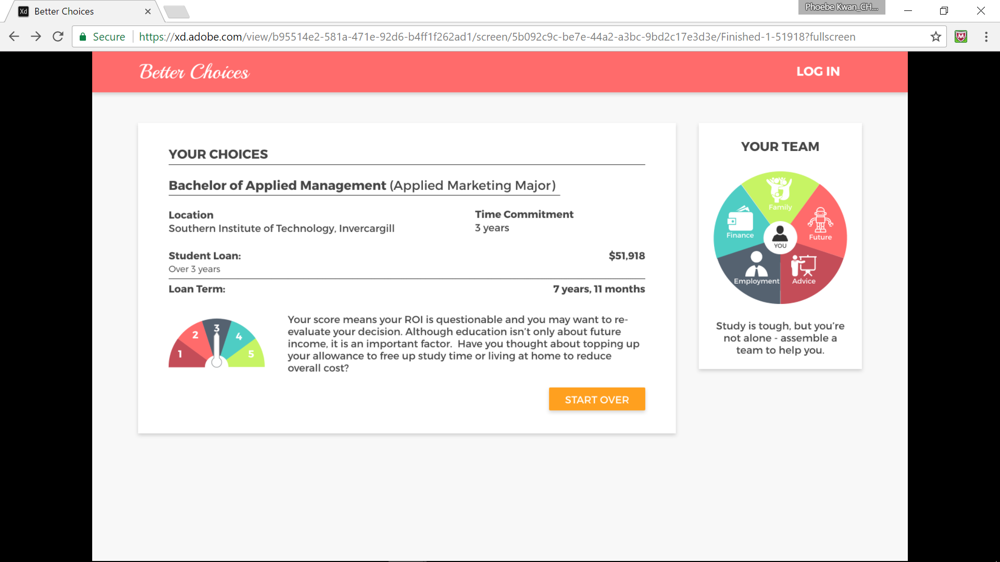 Better Choices
Phoebe Kwan_CH...
Secure
https://xd.adobe.com/view/b95514e2-581a-471e-92d6-b4ff1f262ad1/screen/5b092c9c-be7e-44a2-a3bc-9bd2c17e3d3e/Finished-1-51918?fullscreen
Better Choices
LOG IN
YOUR CHOICES
Bachelor of Applied Management (Applied Marketing Major)
Location
Southern Institute of Technology, Invercargill
Time Commitment
3 years
Student Loan:
$51,918
Over 3 years
Loan Term:
7 years, 11 months
1
2
3
4
5
Your score means your ROI is questionable and you may want to re-
evaluate your decision. Although education isn't only about future
income, it is an important factor.  Have you thought about topping up
your allowance to free up study time or living at home to reduce
overall cost?
START OVER
YOUR TEAM
Family
Finance
Future
YOU
Employment
Advice
Study is tough, but you're
not alone - assemble a
team to help you.